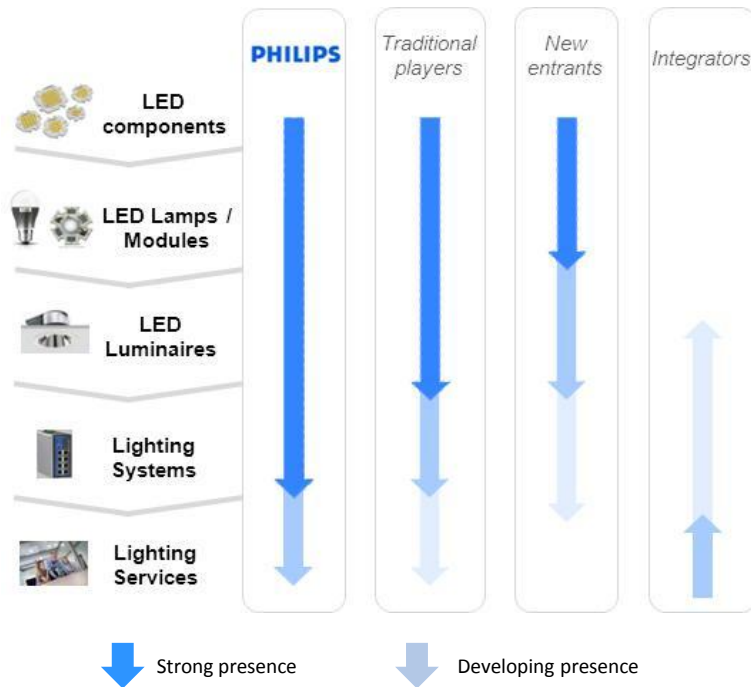 PHILIPS
Traditional
players
New
entrants
Integrators
LED
components
LED Lamps /
Modules
LED
Luminaires
Lighting
Systems
Lighting
Services
Strong presence
Developing presence